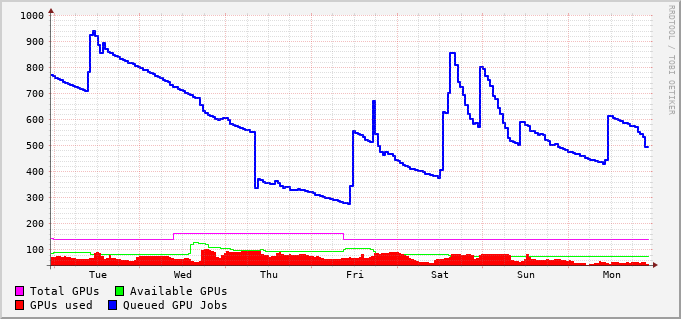 1000
900
800
700
600
500
400
300
200
100
Tue Wed Thu Fri Sat Sun Mon
Total GPUs Available GPUs
GPUs used Queued GPU Jobs
RRDTOOL / TOBI OETIKER